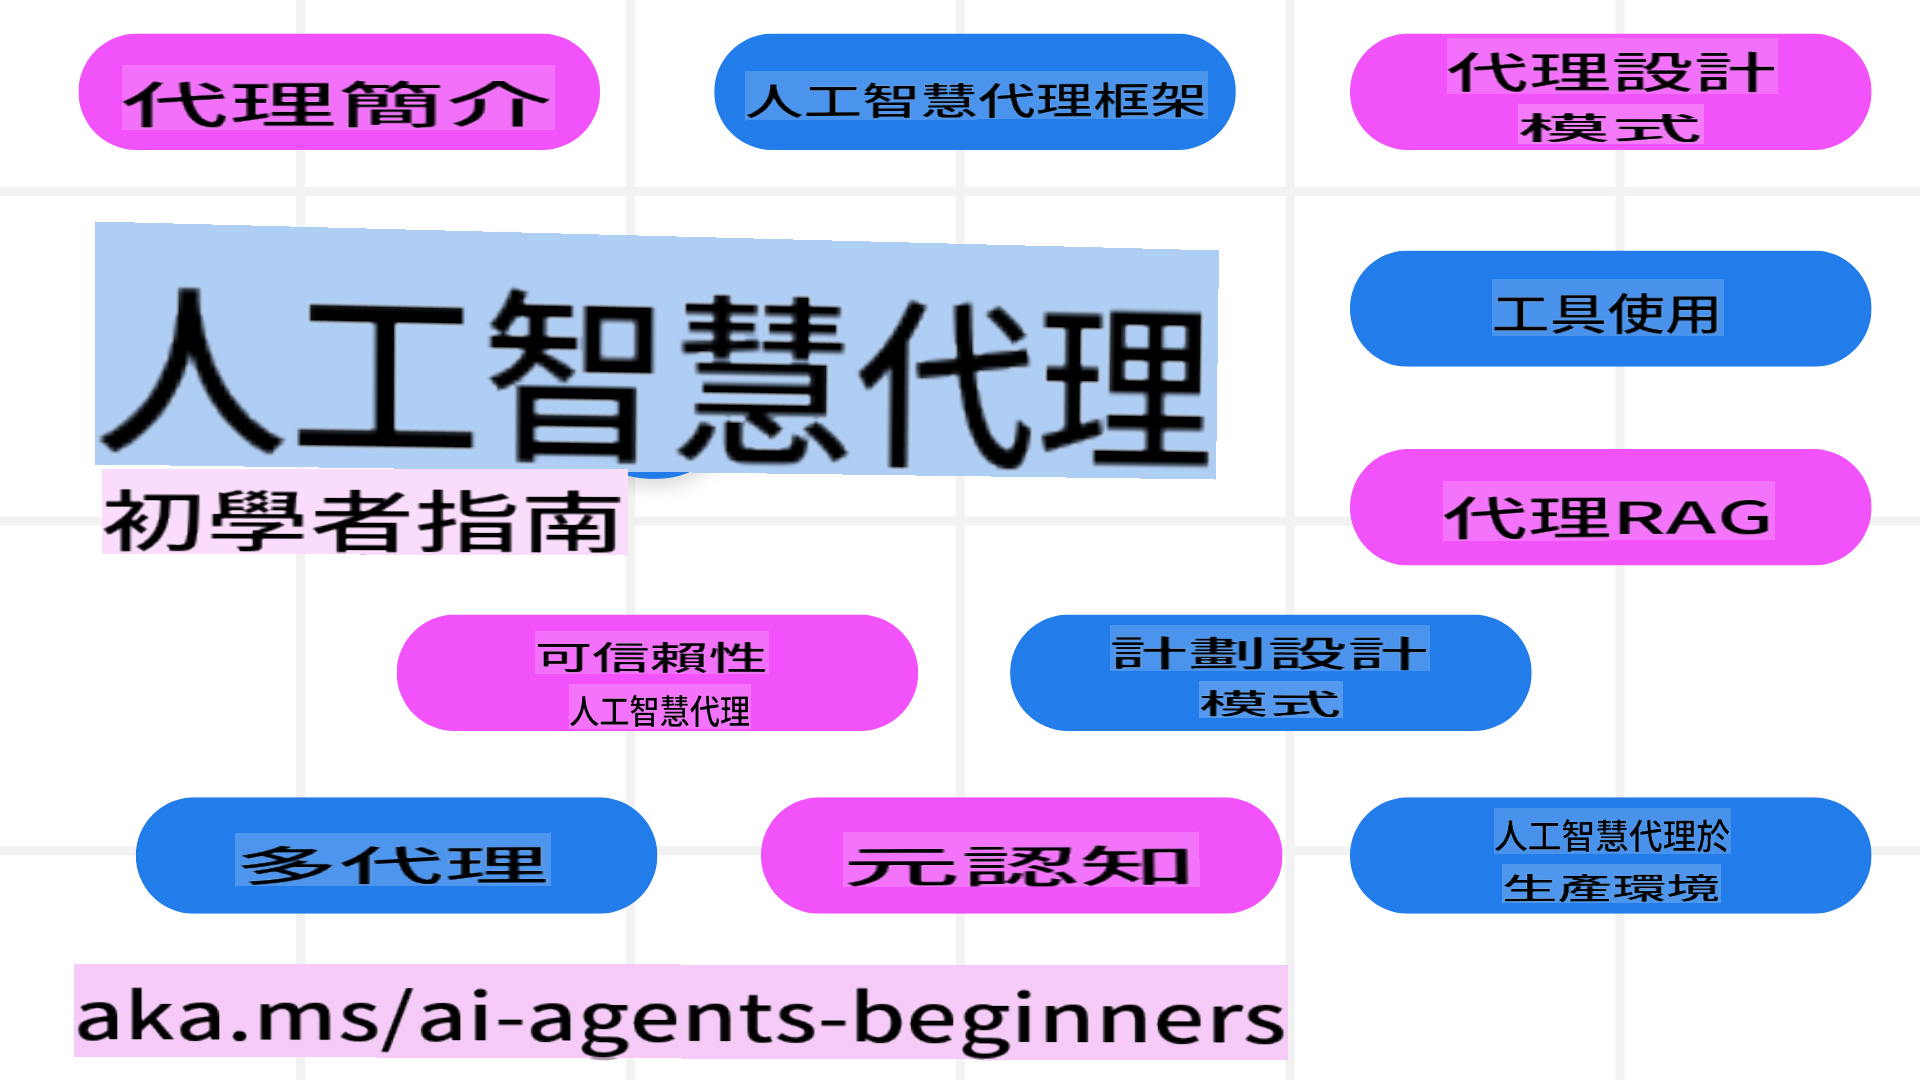 代理簡介
人工智慧代理框架
代理設計
模式
人工智慧代理
初學者指南
工具使用
代理RAG
可信賴性
人工智慧代理
計劃設計
模式
多代理
元認知
人工智慧代理於
生產環境
aka.ms/ai-agents-beginners